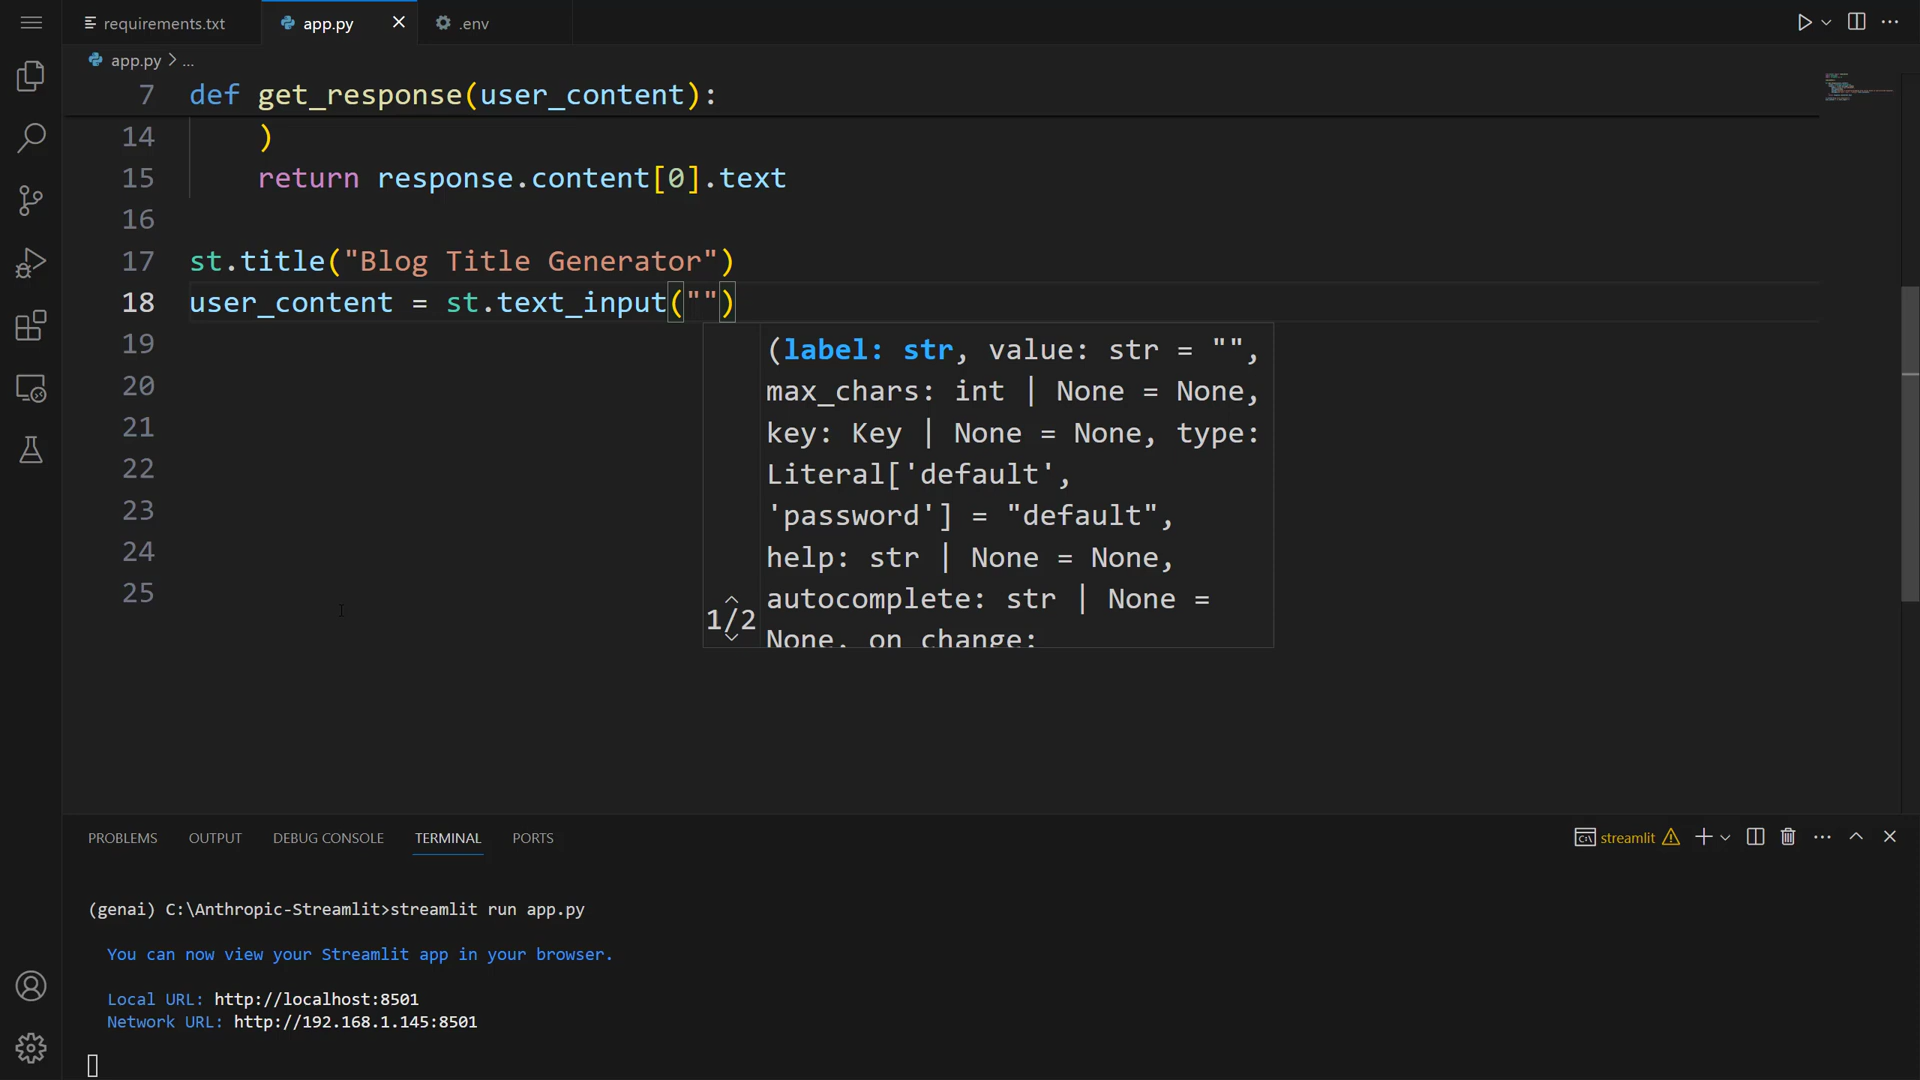 requirements.txt
app.py
.env
app.py > ...
7 def get_response(user_content):
14 )
15 return response.content[0].text
16
17 st.title("Blog Title Generator")
18 user_content = st.text_input("")
19
20
21
22
23
24
25
(label: str, value: str = "",
max_chars: int | None = None,
key: Key | None = None, type:
Literal['default',
'password'] = "default",
help: str | None = None,
autocomplete: str | None =
None, on_change:
1/2
PROBLEMS OUTPUT DEBUG CONSOLE TERMINAL PORTS
streamlit
(genai) C:\Anthropic-Streamlit>streamlit run app.py
You can now view your Streamlit app in your browser.
Local URL: http://localhost:8501
Network URL: http://192.168.1.145:8501